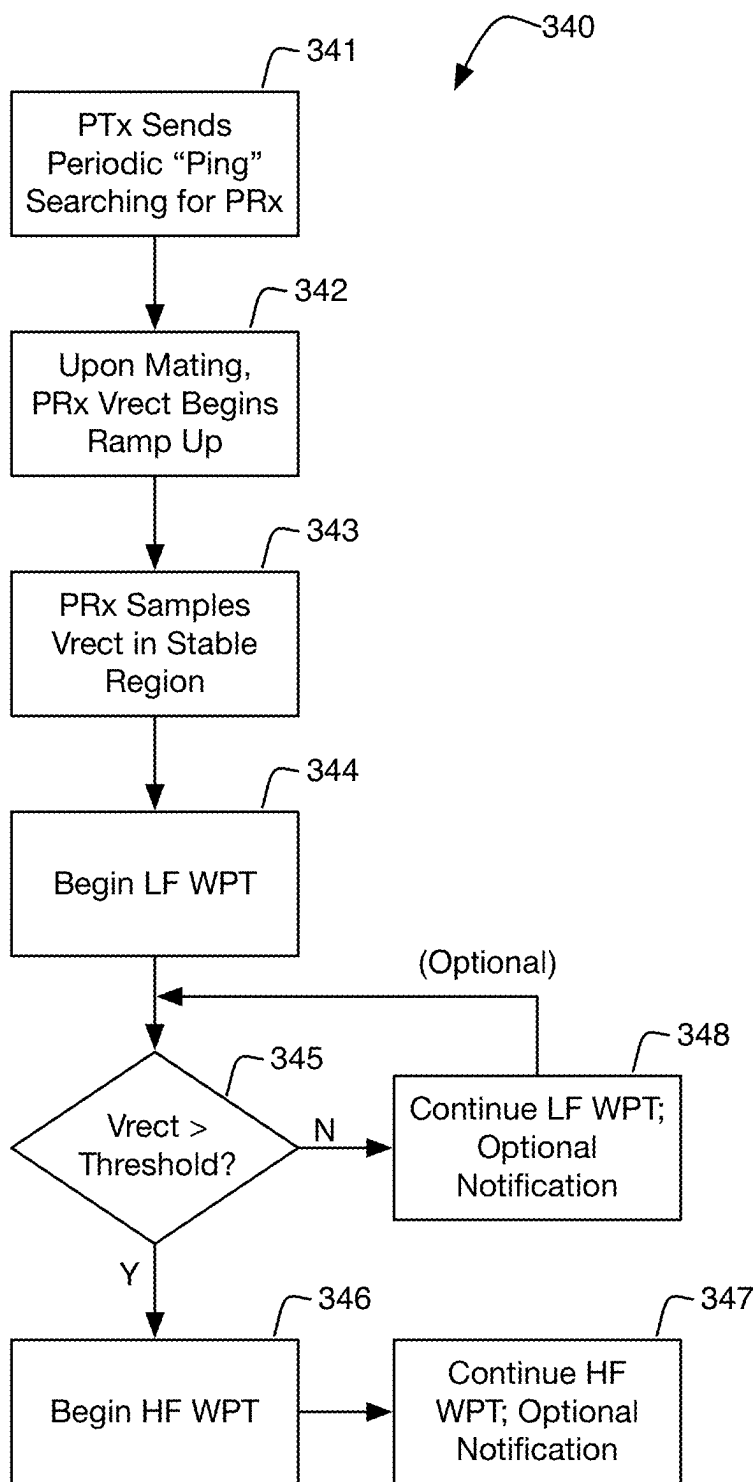 340
341
PTx Sends
Periodic “Ping”
Searching for PRx
342
Upon Mating,
PRx Vrect Begins
Ramp Up
343
PRx Samples
Vrect in Stable
Region
344
Begin LF WPT
(Optional)
345
Vrect >
Threshold?
N
348
Continue LF WPT;
Optional
Notification
Y
346
Begin HF WPT
347
Continue HF
WPT; Optional
Notification